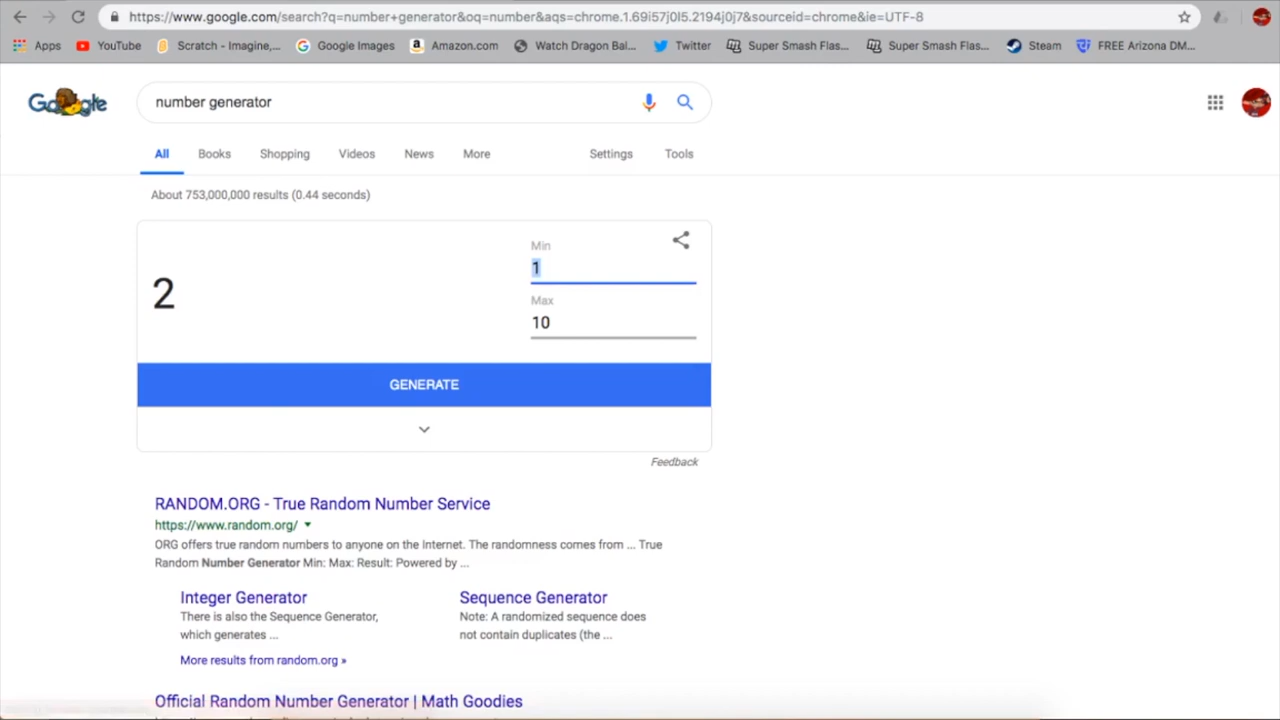 https://www.google.com/search?q=number+generator&oq=number&aqs=chrome.1.69i57j0l5.2194j0j7&sourceid=chrome&ie=UTF-8
Apps YouTube Scratch - Imagine,... Google Images Amazon.com Watch Dragon Bal... Twitter Super Smash Flas... Super Smash Flas... Steam FREE Arizona DM...
Google number generator
All Books Shopping Videos News More Settings Tools
About 753,000,000 results (0.44 seconds)
Min
1
2
Max
10
GENERATE
Feedback
RANDOM.ORG - True Random Number Service
https://www.random.org/
ORG offers true random numbers to anyone on the Internet. The randomness comes from ... True
Random Number Generator Min: Max: Result: Powered by ...
Integer Generator
There is also the Sequence Generator,
which generates ...
Sequence Generator
Note: A randomized sequence does
not contain duplicates (the ...
More results from random.org »
Official Random Number Generator | Math Goodies